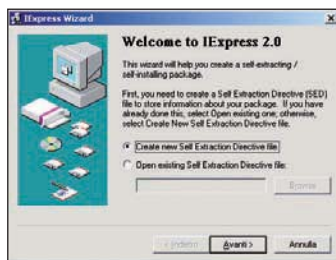 IExpress Wizard
Welcome to IExpress 2.0
This wizard will help you create a self-extracting /
self-installing package.
First, you need to create a Self Extraction Directive (SED)
file to store information about your package. If you have
already done this, select Open existing one; otherwise,
select Create New Self Extraction Directive file.
Create new Self Extraction Directive file.
Open existing Self Extraction Directive file:
Browse
< Indietro
Avanti >
Annulla